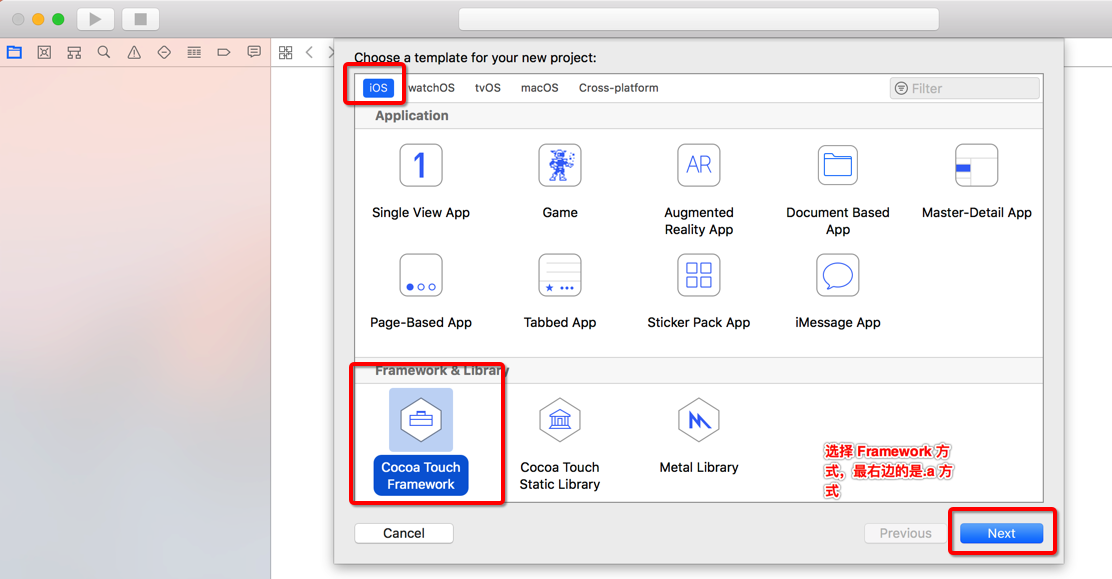 Choose a template for your new project:
iOS watchOS tvOS macOS Cross-platform Filter
Application
1 AR
Single View App Game Augmented Document Based Master-Detail App
Reality App App
Page-Based App Tabbed App Sticker Pack App iMessage App
Framework & Library
Cocoa Touch Cocoa Touch Metal Library
Framework Static Library
选择 Framework 方
式，最右边的是.a 方
式
Cancel Previous Next